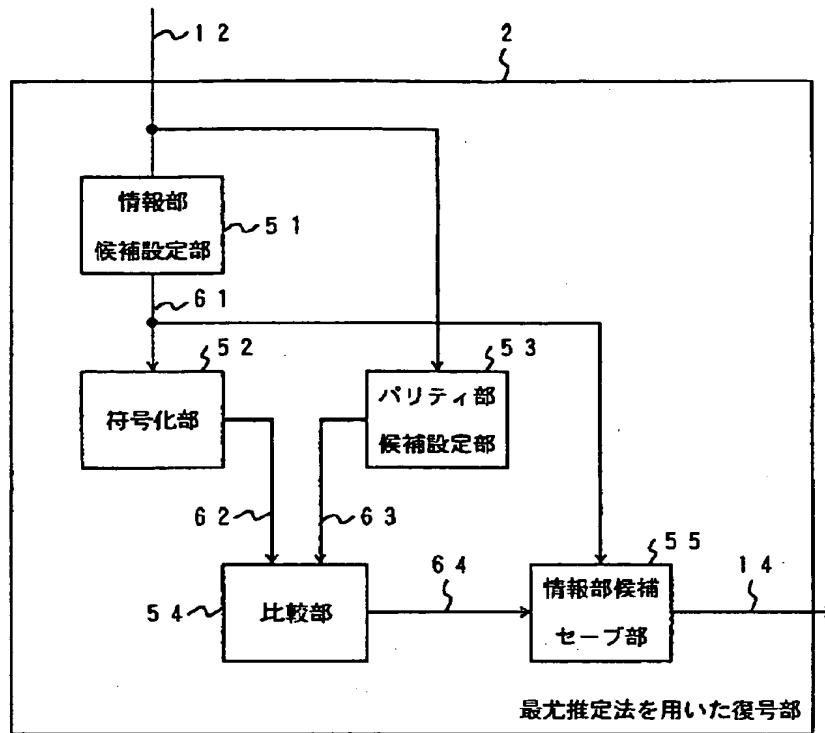 12
2
情報部
候補設定部
51
61
52
53
符号化部
パリティ部
候補設定部
62
63
64
55
14
54
比較部
情報部候補
セーブ部
最尤推定法を用いた復号部